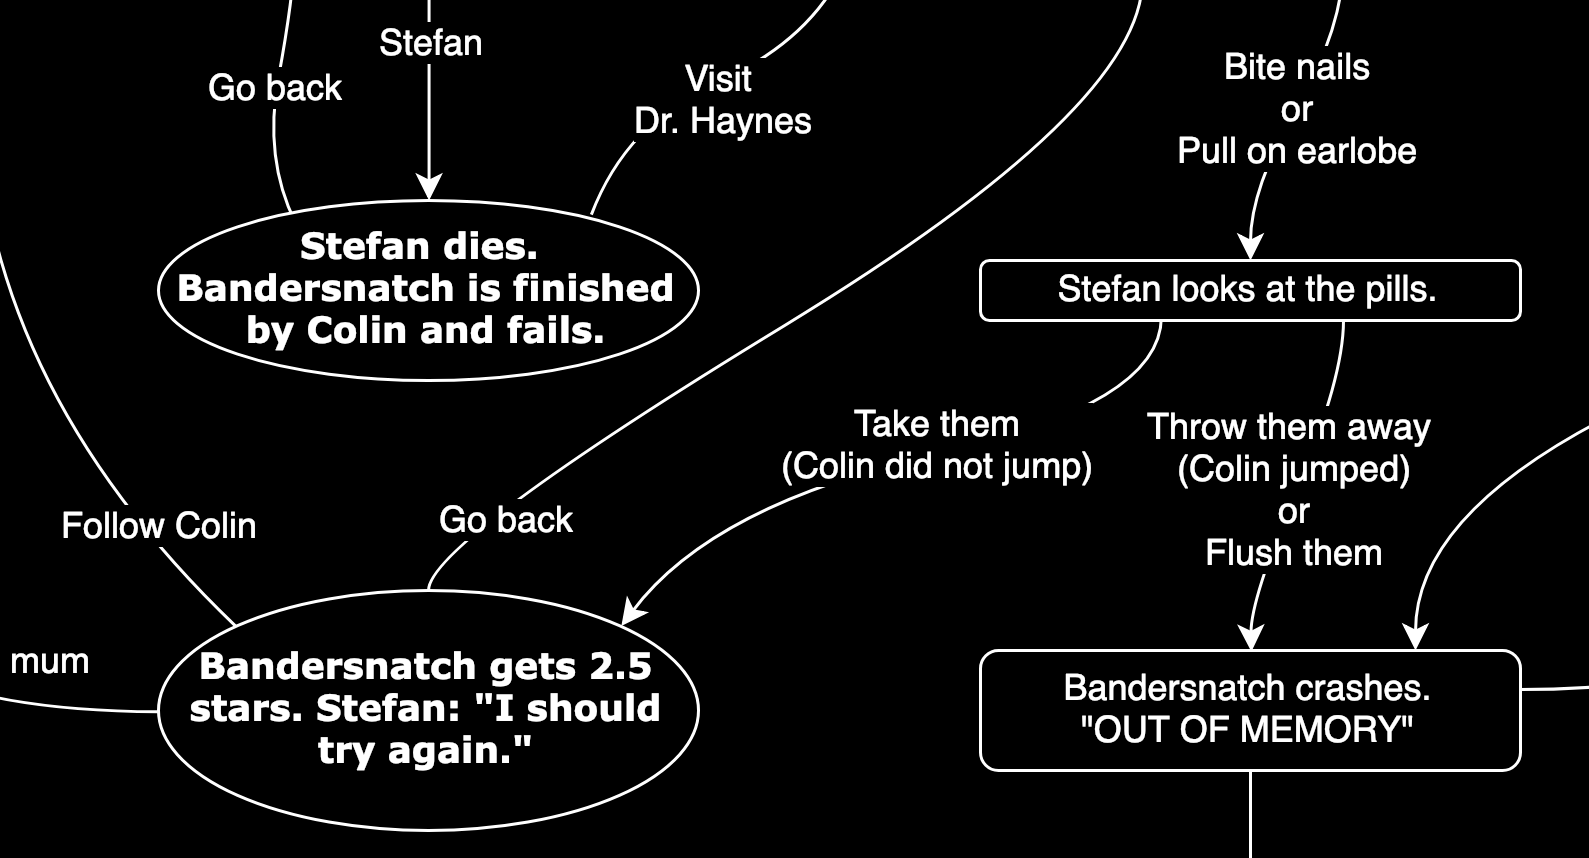 Stefan
Go back
Visit
Dr. Haynes
Bite nails
or
Pull on earlobe
Stefan dies.
Bandersnatch is finished
by Colin and fails.
Stefan looks at the pills.
Take them
(Colin did not jump)
Throw them away
(Colin jumped)
or
Flush them
Follow Colin
Go back
mum
Bandersnatch gets 2.5
stars. Stefan: "I should
try again."
Bandersnatch crashes.
"OUT OF MEMORY"